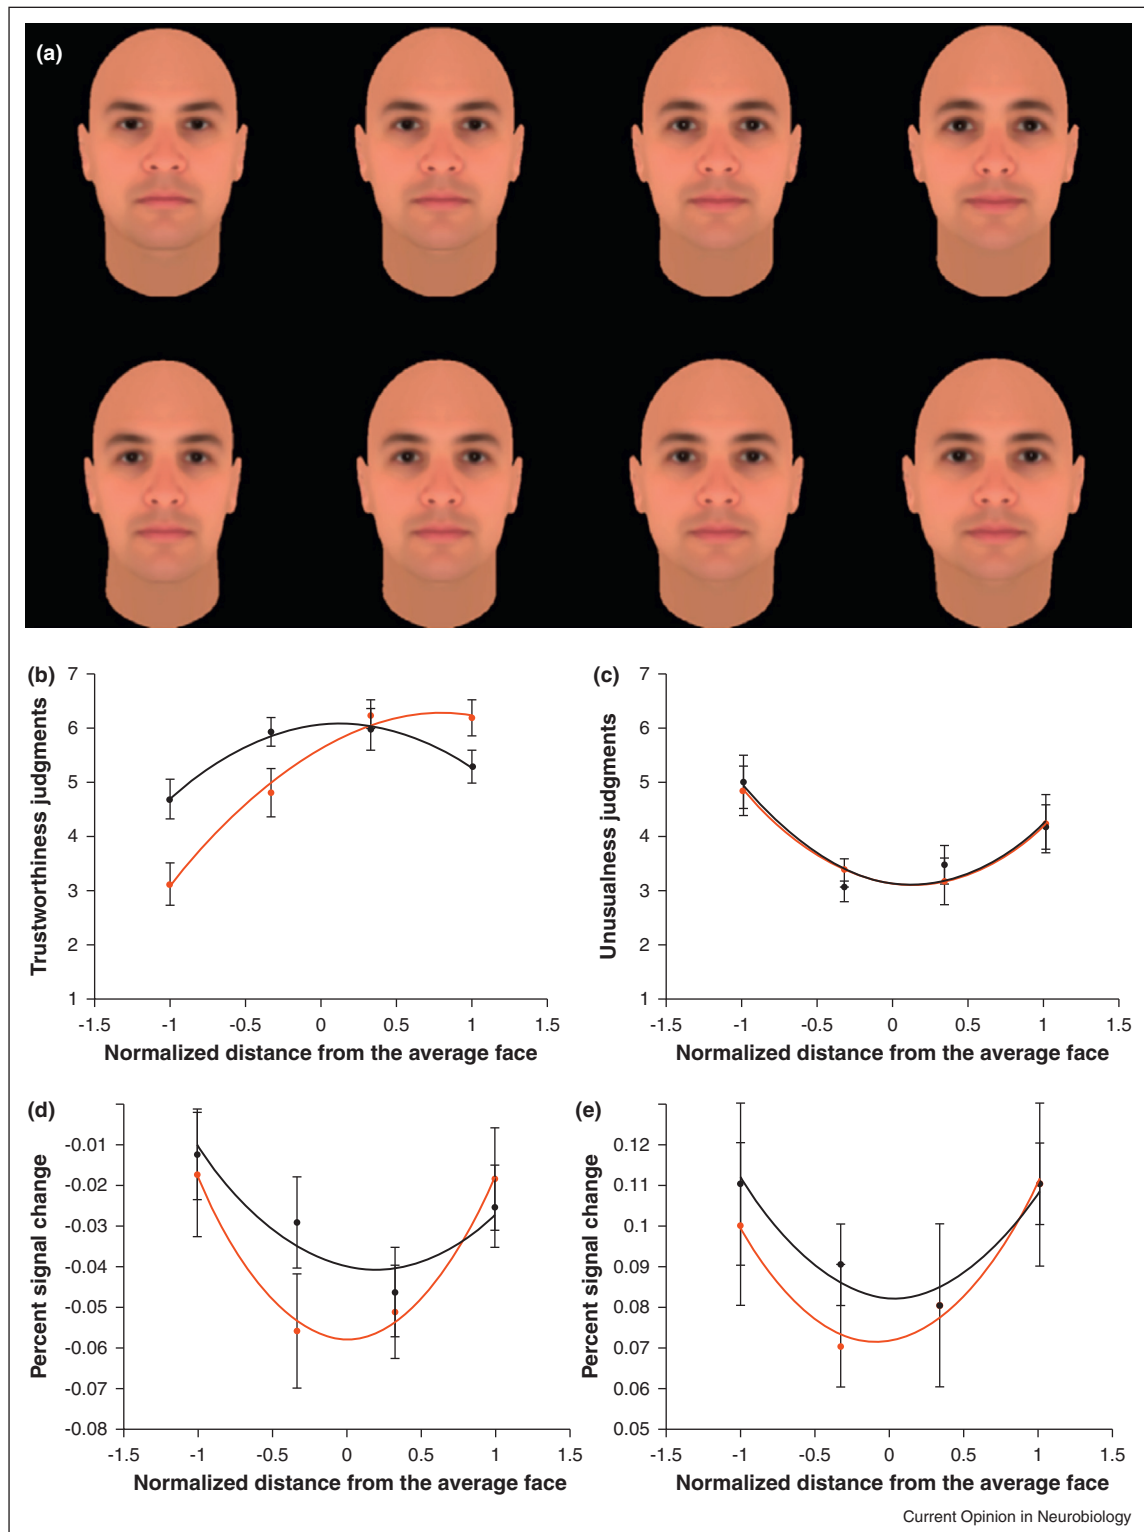 (a)
(b)
7
6
5
4
3
2
1
Trustworthiness judgments
-1.5 -1 -0.5 0 0.5 1 1.5
Normalized distance from the average face
(c)
7
6
5
4
3
2
1
Unusualness judgments
-1.5 -1 -0.5 0 0.5 1 1.5
Normalized distance from the average face
(d)
-0.01
-0.02
-0.03
-0.04
-0.05
-0.06
-0.07
-0.08
Percent signal change
-1.5 -1 -0.5 0 0.5 1 1.5
Normalized distance from the average face
(e)
0.12
0.11
0.1
0.09
0.08
0.07
0.06
0.05
Percent signal change
-1.5 -1 -0.5 0 0.5 1 1.5
Normalized distance from the average face
Current Opinion in Neurobiology